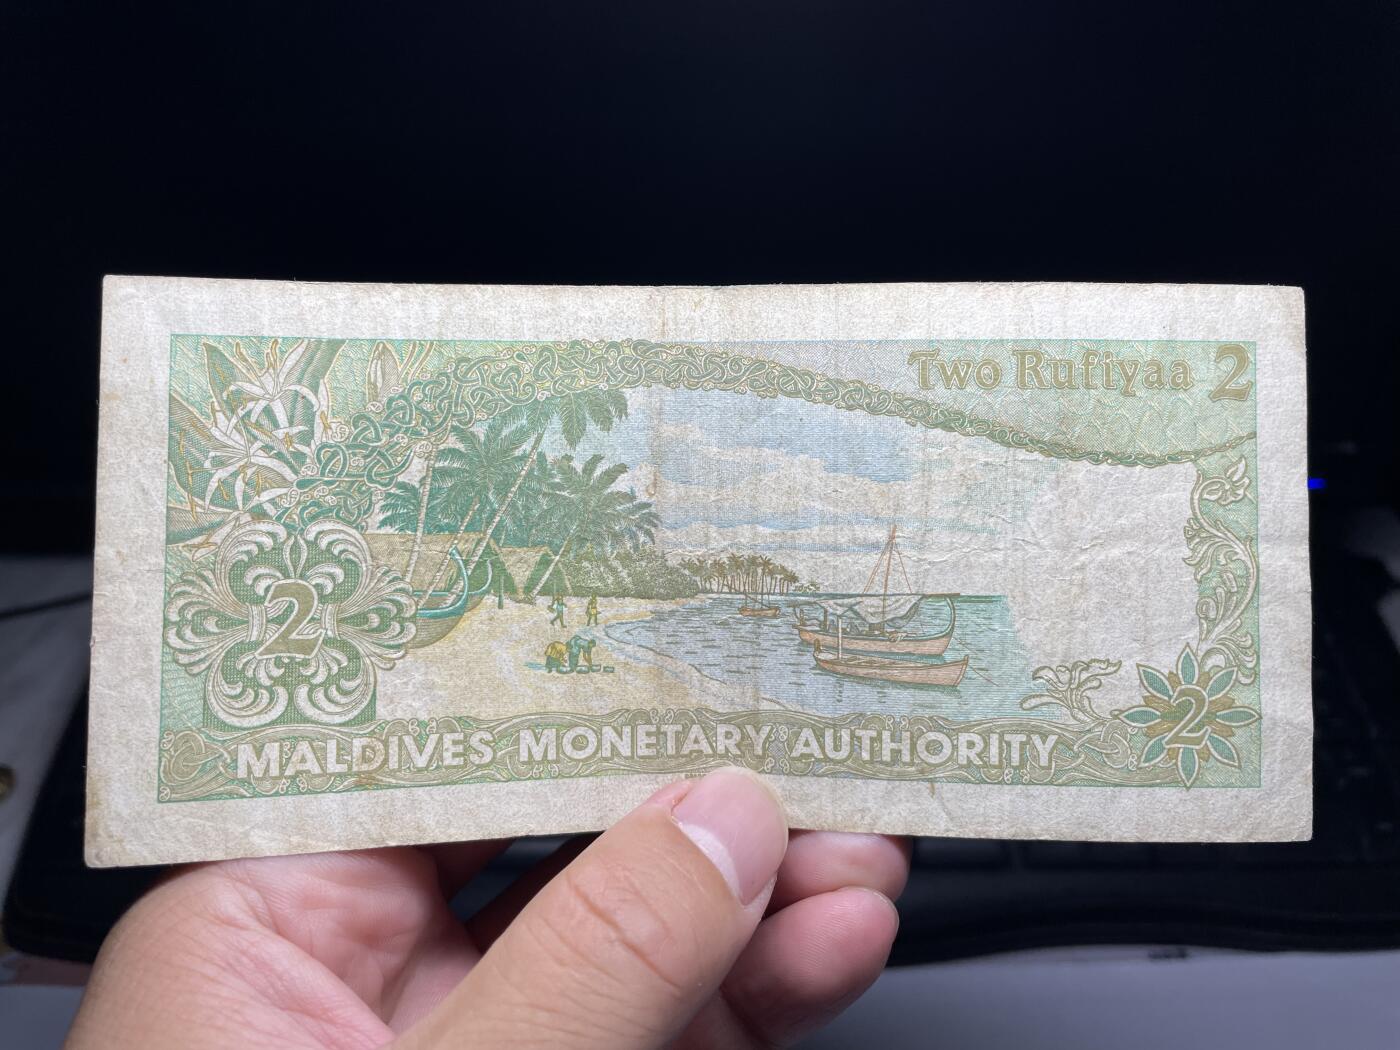 Two Rufiyaa 2
2
2
MALDIVES MONETARY AUTHORITY